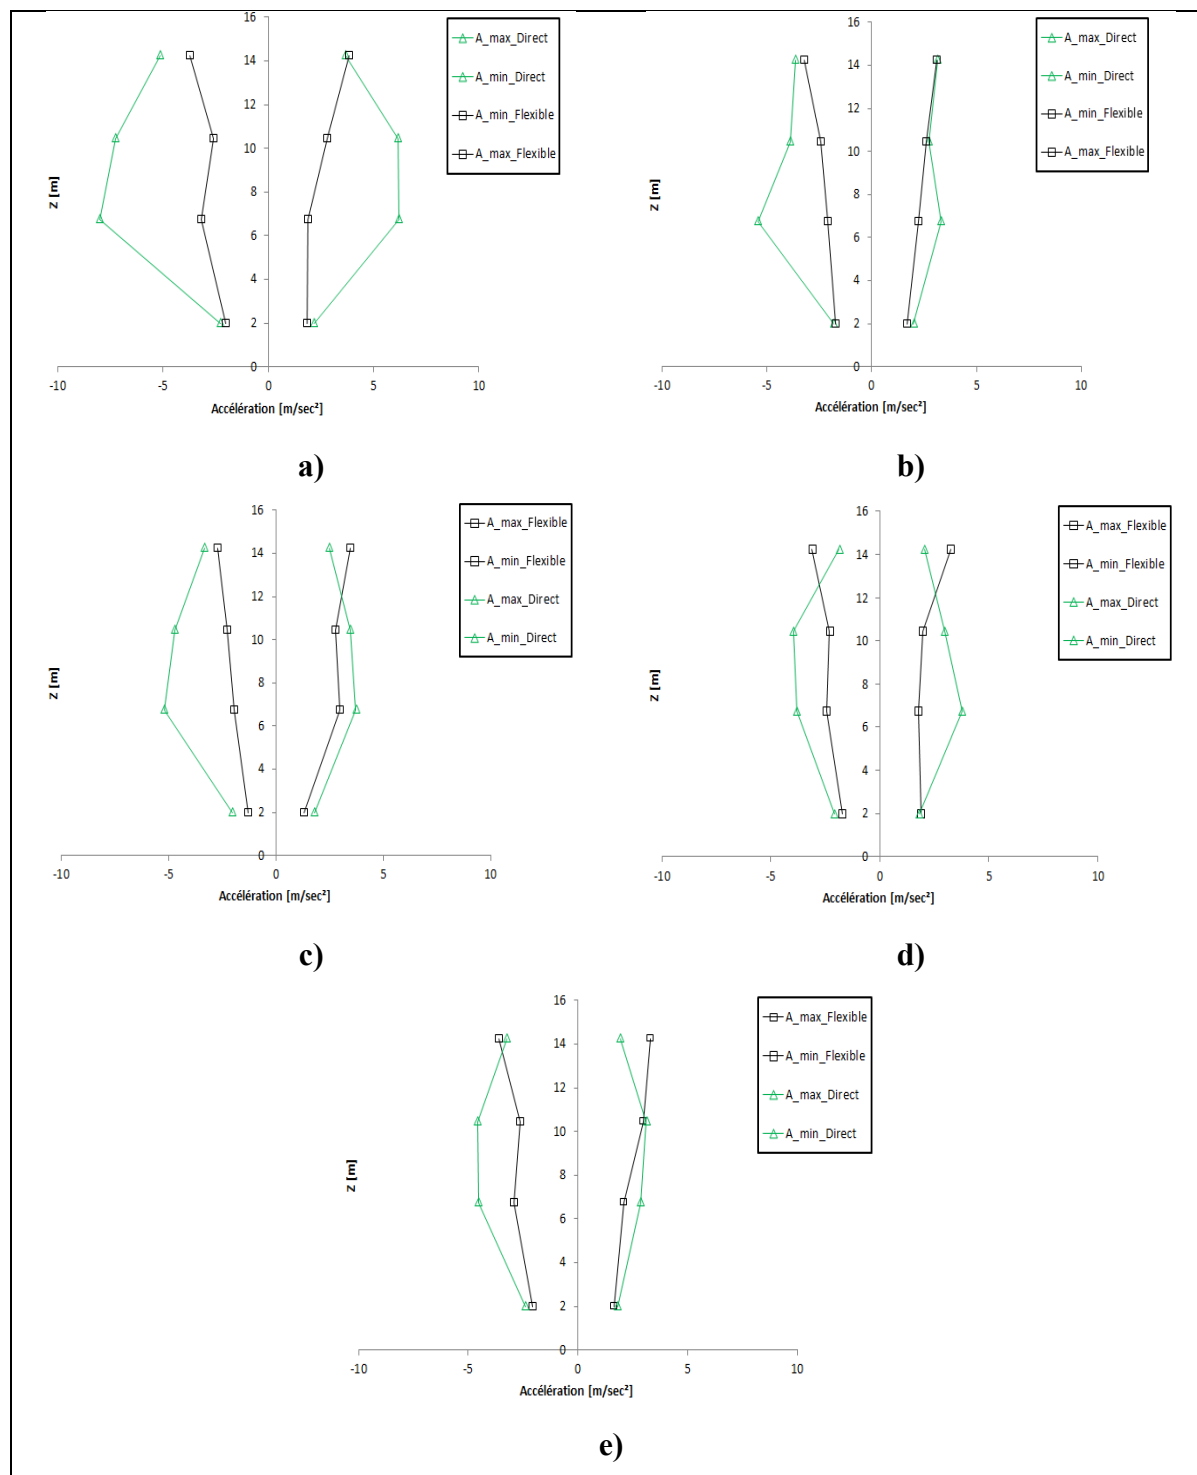 16
14
12
10
8
6
4
2
0
Z [m]
-10 -5 0 5 10
Accélération [m/sec²]
A_max_Direct
A_min_Direct
A_min_Flexible
A_max_Flexible
a)
16
14
12
10
8
6
4
2
0
Z [m]
-10 -5 0 5 10
Accélération [m/sec²]
A_max_Direct
A_min_Direct
A_min_Flexible
A_max_Flexible
b)
16
14
12
10
8
6
4
2
0
Z [m]
-10 -5 0 5 10
Accélération [m/sec²]
A_max_Flexible
A_min_Flexible
A_max_Direct
A_min_Direct
c)
16
14
12
10
8
6
4
2
0
Z [m]
-10 -5 0 5 10
Accélération [m/sec²]
A_max_Flexible
A_min_Flexible
A_max_Direct
A_min_Direct
d)
16
14
12
10
8
6
4
2
0
Z [m]
-10 -5 0 5 10
Accélération [m/sec²]
A_max_Flexible
A_min_Flexible
A_max_Direct
A_min_Direct
e)